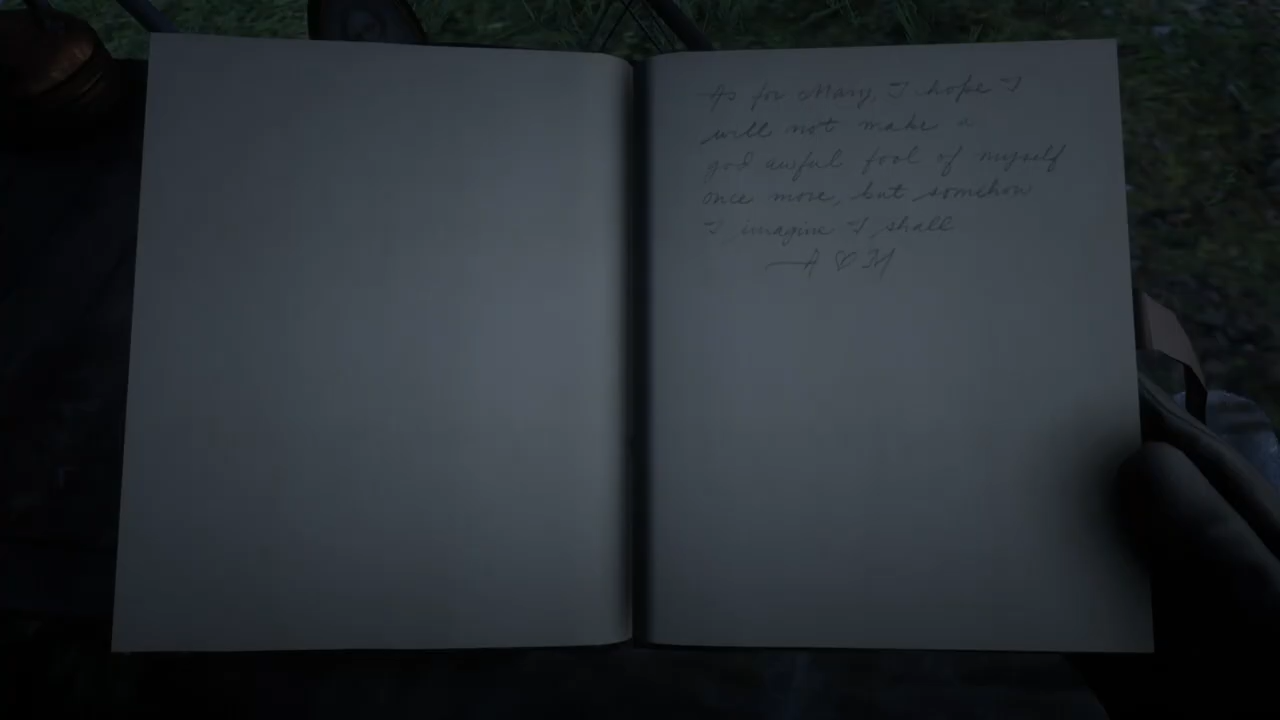 As for Mary, I hope I
will not make a
god awful fool of myself
once more, but somehow
I imagine I shall
—A ♡ M